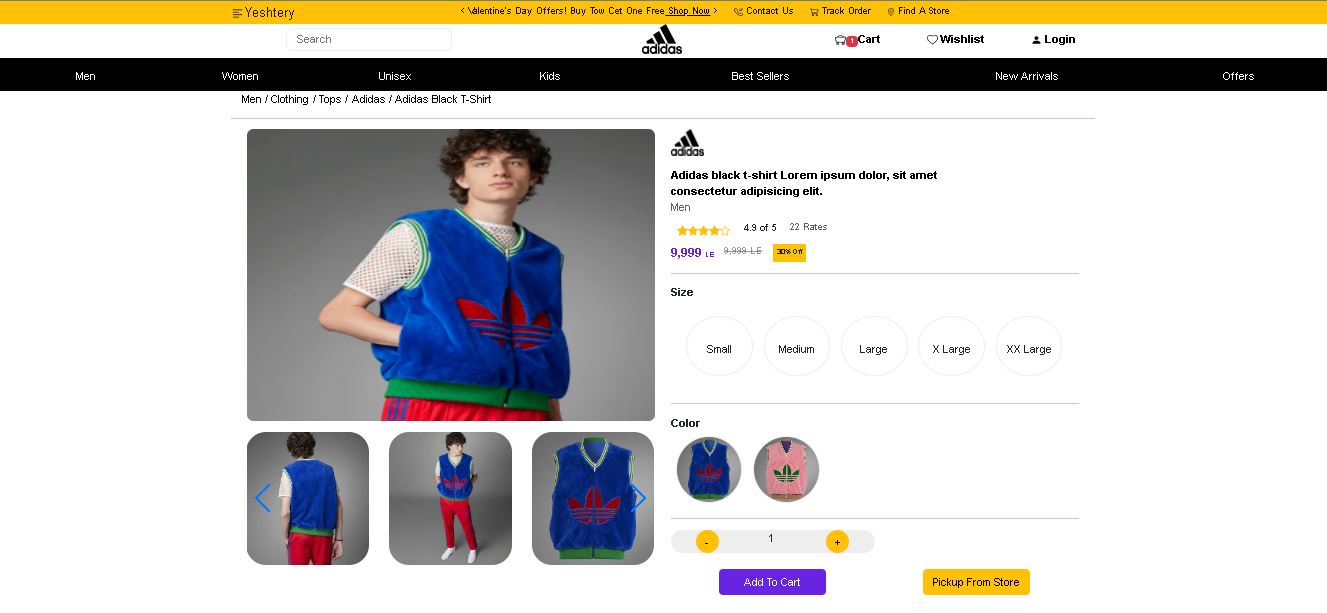 Yeshtery
< Valentine's Day Offers! Buy Tow Cet One Free Shop Now >
Contact Us
Track Order
Find A Store
Search
adidas
1 Cart
Wishlist
Login
Men
Women
Unisex
Kids
Best Sellers
New Arrivals
Offers
Men / Clothing / Tops / Adidas / Adidas Black T-Shirt
adidas
Adidas black t-shirt Lorem ipsum dolor, sit amet
consectetur adipisicing elit.
Men
4.9 of 5
22 Rates
9,999 LE
9,999 LE
30% Off
Size
Small
Medium
Large
X Large
XX Large
Color
-
1
+
Add To Cart
Pickup From Store